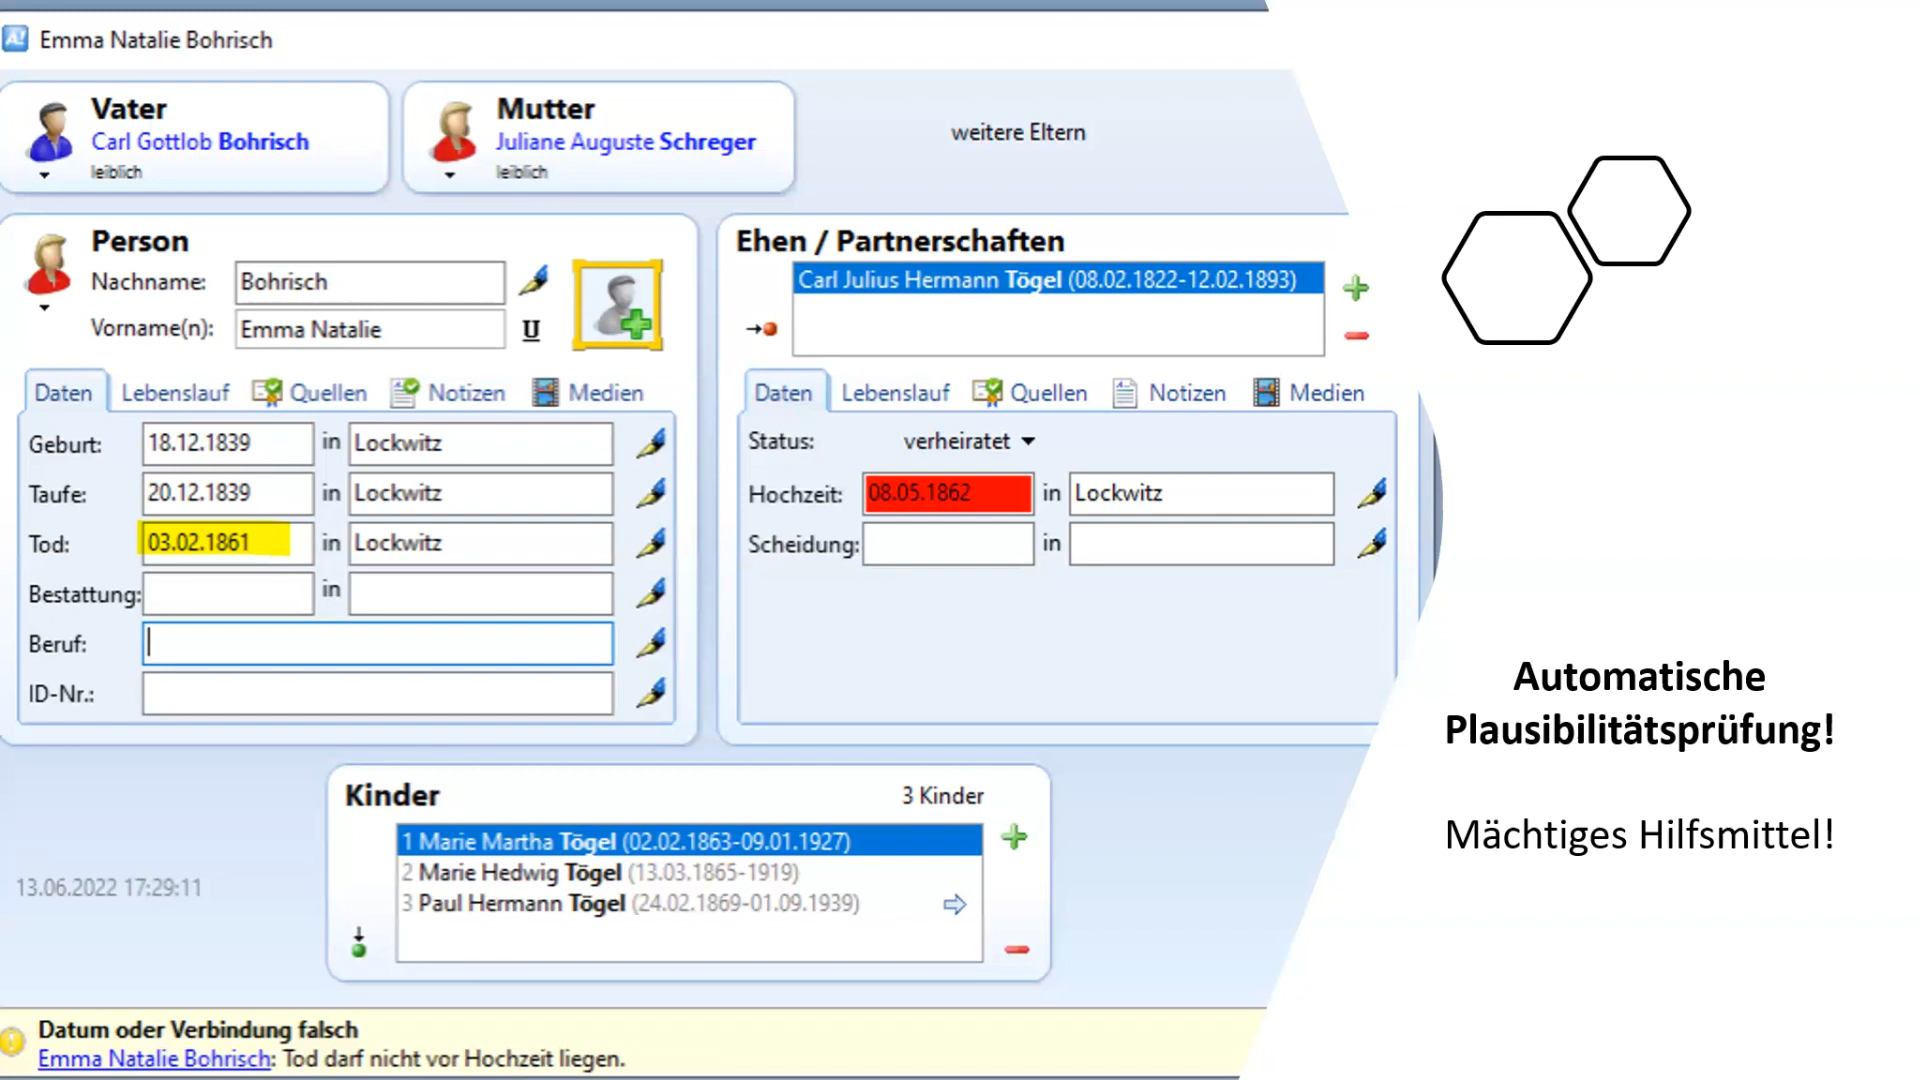 Emma Natalie Bohrisch
Vater
Carl Gottlob Bohrisch
leiblich
Mutter
Juliane Auguste Schreger
leiblich
weitere Eltern
Person
Nachname: Bohrisch
Vorname(n): Emma Natalie U
Daten Lebenslauf Quellen Notizen Medien
Geburt: 18.12.1839 in Lockwitz
Taufe: 20.12.1839 in Lockwitz
Tod: 03.02.1861 in Lockwitz
Bestattung: in
Beruf:
ID-Nr.:
Ehen / Partnerschaften
Carl Julius Hermann Tögel (08.02.1822-12.02.1893)
Daten Lebenslauf Quellen Notizen Medien
Status: verheiratet
Hochzeit: 08.05.1862 in Lockwitz
Scheidung: in
Kinder 3 Kinder
1 Marie Martha Tögel (02.02.1863-09.01.1927)
2 Marie Hedwig Tögel (13.03.1865-1919)
3 Paul Hermann Tögel (24.02.1869-01.09.1939)
13.06.2022 17:29:11
Datum oder Verbindung falsch
Emma Natalie Bohrisch: Tod darf nicht vor Hochzeit liegen.
Automatische
Plausibilitätsprüfung!
Mächtiges Hilfsmittel!